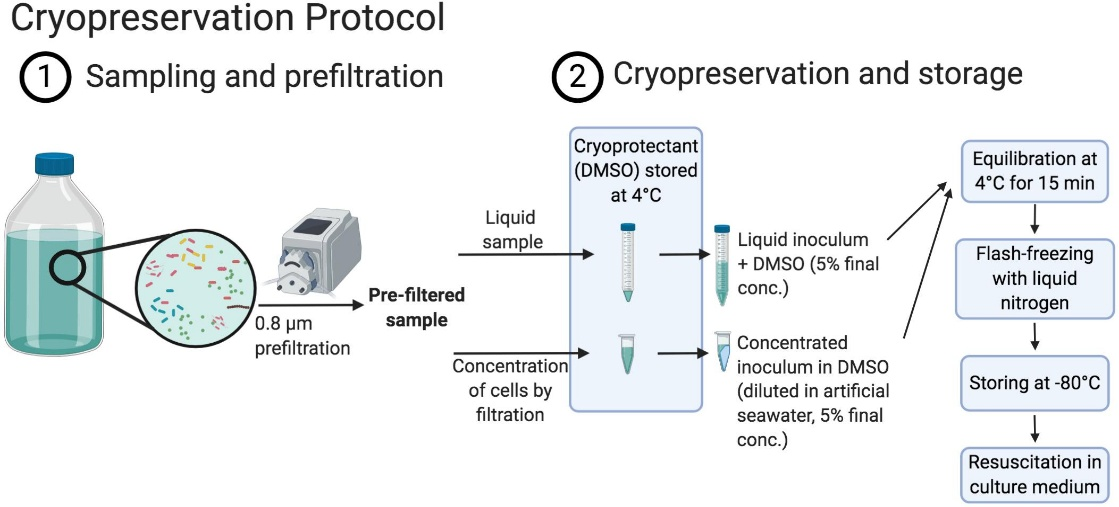 Cryopreservation Protocol
1 Sampling and prefiltration
0.8 µm
prefiltration
Pre-filtered
sample
2 Cryopreservation and storage
Liquid
sample
Concentration
of cells by
filtration
Cryoprotectant
(DMSO) stored
at 4°C
Liquid inoculum
+ DMSO (5% final
conc.)
Concentrated
inoculum in DMSO
(diluted in artificial
seawater, 5% final
conc.)
Equilibration at
4°C for 15 min
Flash-freezing
with liquid
nitrogen
Storing at -80°C
Resuscitation in
culture medium